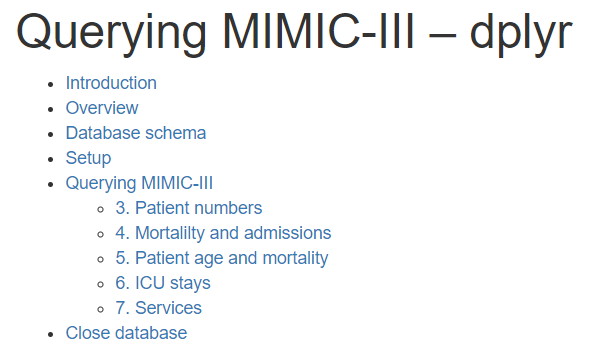 Querying MIMIC-III – dplyr
Introduction
Overview
Database schema
Setup
Querying MIMIC-III
3. Patient numbers
4. Mortalilty and admissions
5. Patient age and mortality
6. ICU stays
7. Services
Close database